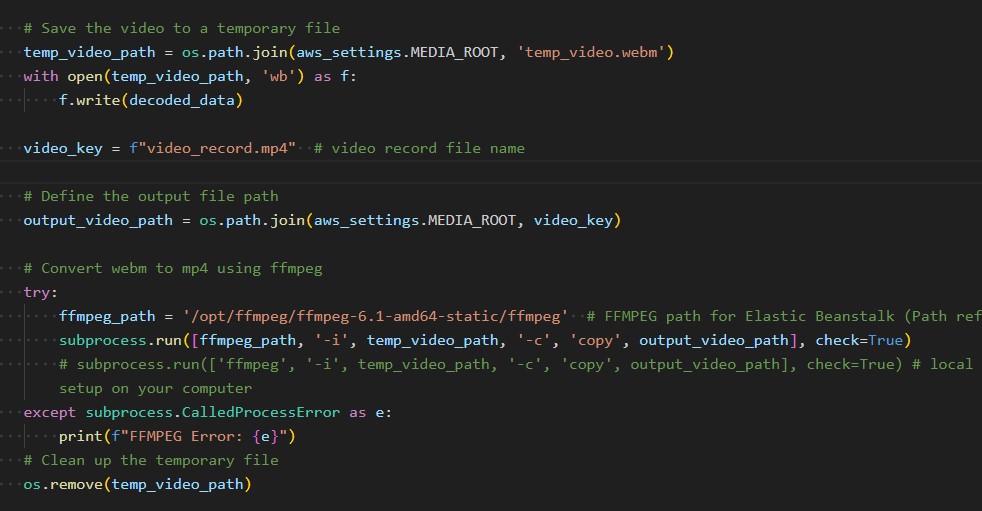 # Save the video to a temporary file
temp_video_path = os.path.join(aws_settings.MEDIA_ROOT, 'temp_video.webm')
with open(temp_video_path, 'wb') as f:
    f.write(decoded_data)
video_key = f"video_record.mp4"  # video record file name
# Define the output file path
output_video_path = os.path.join(aws_settings.MEDIA_ROOT, video_key)
# Convert webm to mp4 using ffmpeg
try:
    ffmpeg_path = '/opt/ffmpeg/ffmpeg-6.1-amd64-static/ffmpeg'  # FFMPEG path for Elastic Beanstalk (Path ref
    subprocess.run([ffmpeg_path, '-i', temp_video_path, '-c', 'copy', output_video_path], check=True)
    # subprocess.run(['ffmpeg', '-i', temp_video_path, '-c', 'copy', output_video_path], check=True) # local
    setup on your computer
except subprocess.CalledProcessError as e:
    print(f"FFMPEG Error: {e}")
# Clean up the temporary file
os.remove(temp_video_path)